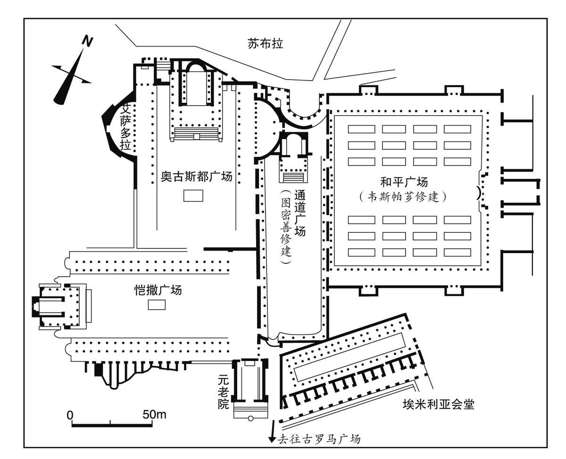 苏布拉
N
艾萨多拉
奥古斯都广场
通道广场
（图密善修建）
和平广场
（韦斯帕芗修建）
恺撒广场
元老院
埃米利亚会堂
0 50m
去往古罗马广场